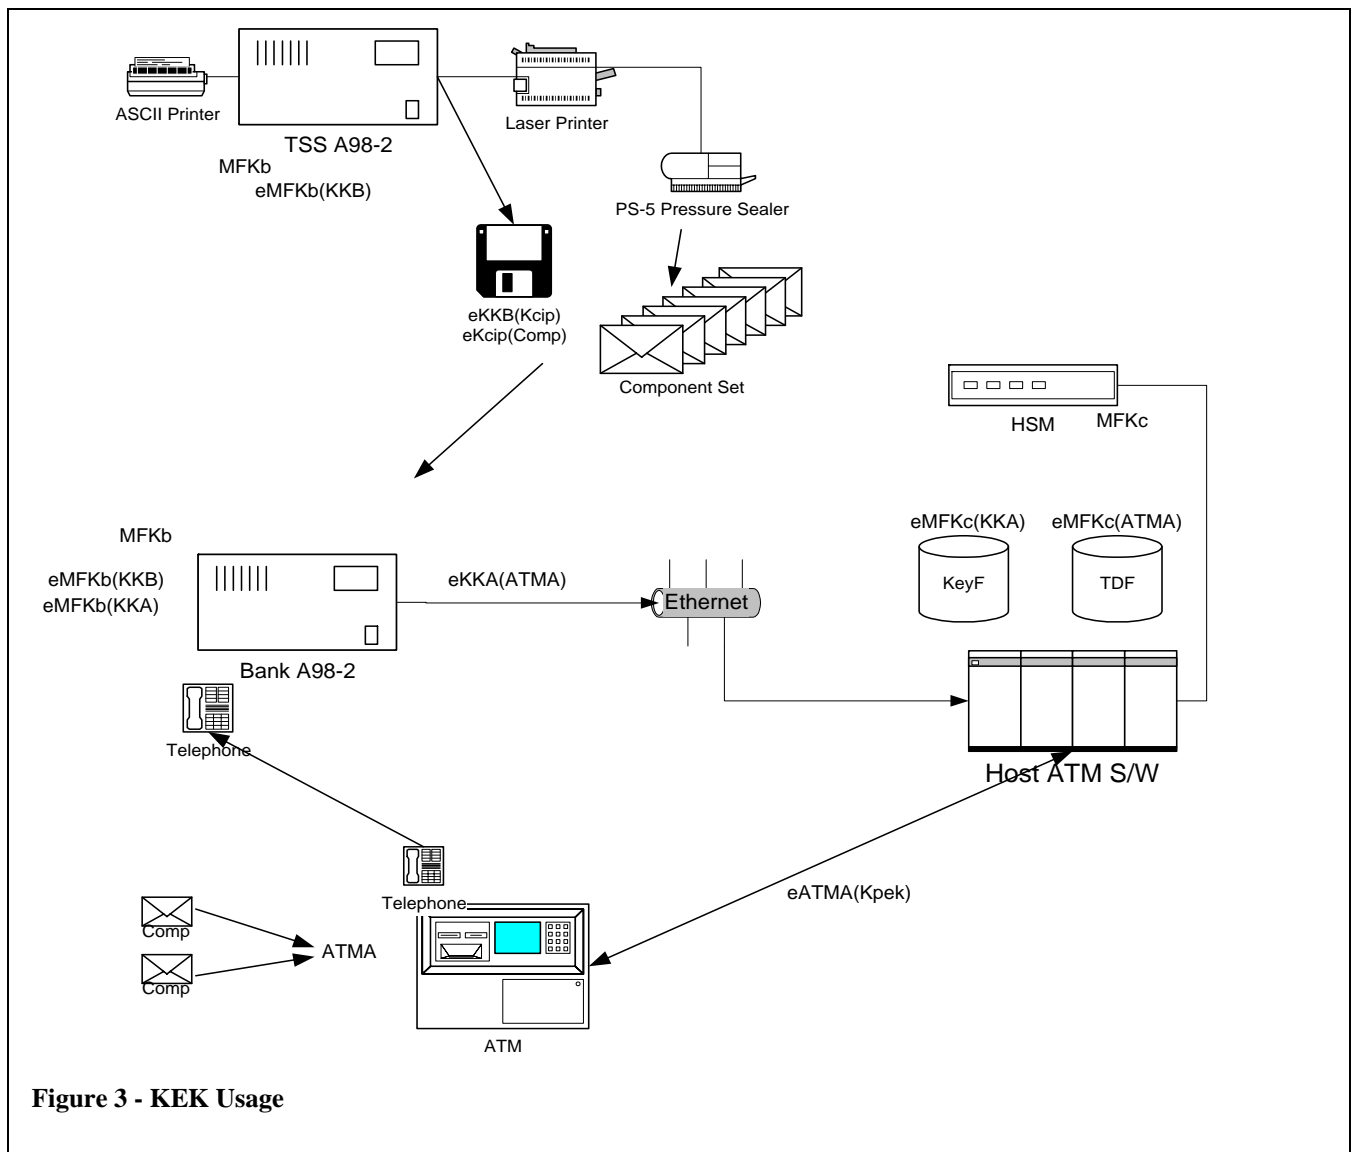 ASCII Printer
TSS A98-2
MFKb
eMFKb(KKB)
Laser Printer
PS-5 Pressure Sealer
eKKB(Kcip)
eKcip(Comp)
Component Set
HSM
MFKc
MFKb
eMFKb(KKB)
eMFKb(KKA)
Bank A98-2
eKKA(ATMA)
Ethernet
eMFKc(KKA)
eMFKc(ATMA)
KeyF
TDF
Host ATM S/W
Telephone
Telephone
eATMA(Kpek)
Comp
Comp
ATMA
ATM
Figure 3 - KEK Usage